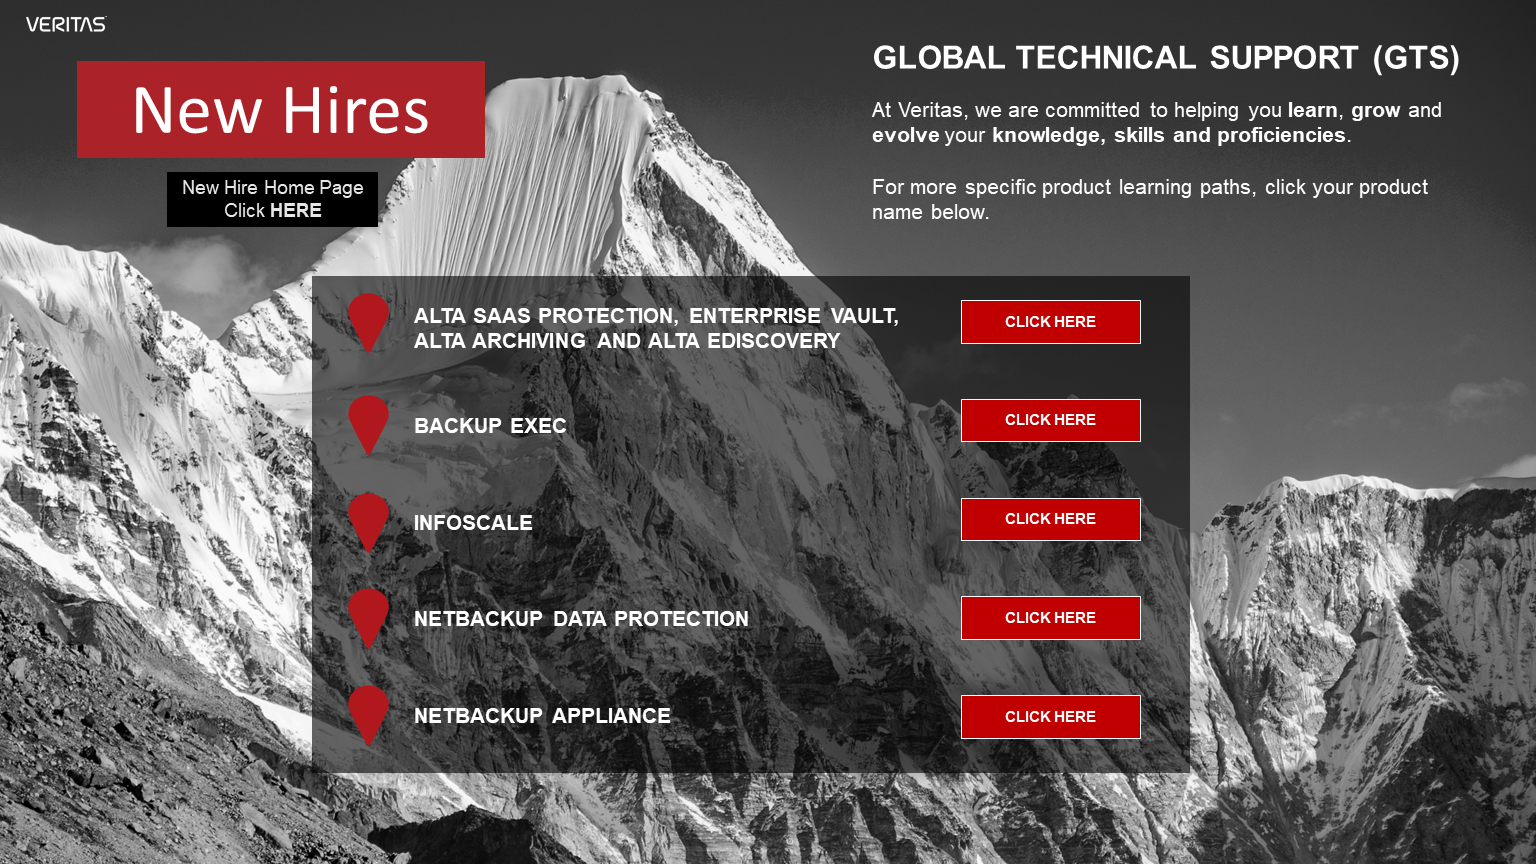 VERITAS
New Hires
New Hire Home Page
Click HERE
GLOBAL TECHNICAL SUPPORT (GTS)
At Veritas, we are committed to helping you learn, grow and
evolve your knowledge, skills and proficiencies.
For more specific product learning paths, click your product
name below.
ALTA SAAS PROTECTION, ENTERPRISE VAULT,
ALTA ARCHIVING AND ALTA EDISCOVERY
CLICK HERE
BACKUP EXEC
CLICK HERE
INFOSCALE
CLICK HERE
NETBACKUP DATA PROTECTION
CLICK HERE
NETBACKUP APPLIANCE
CLICK HERE